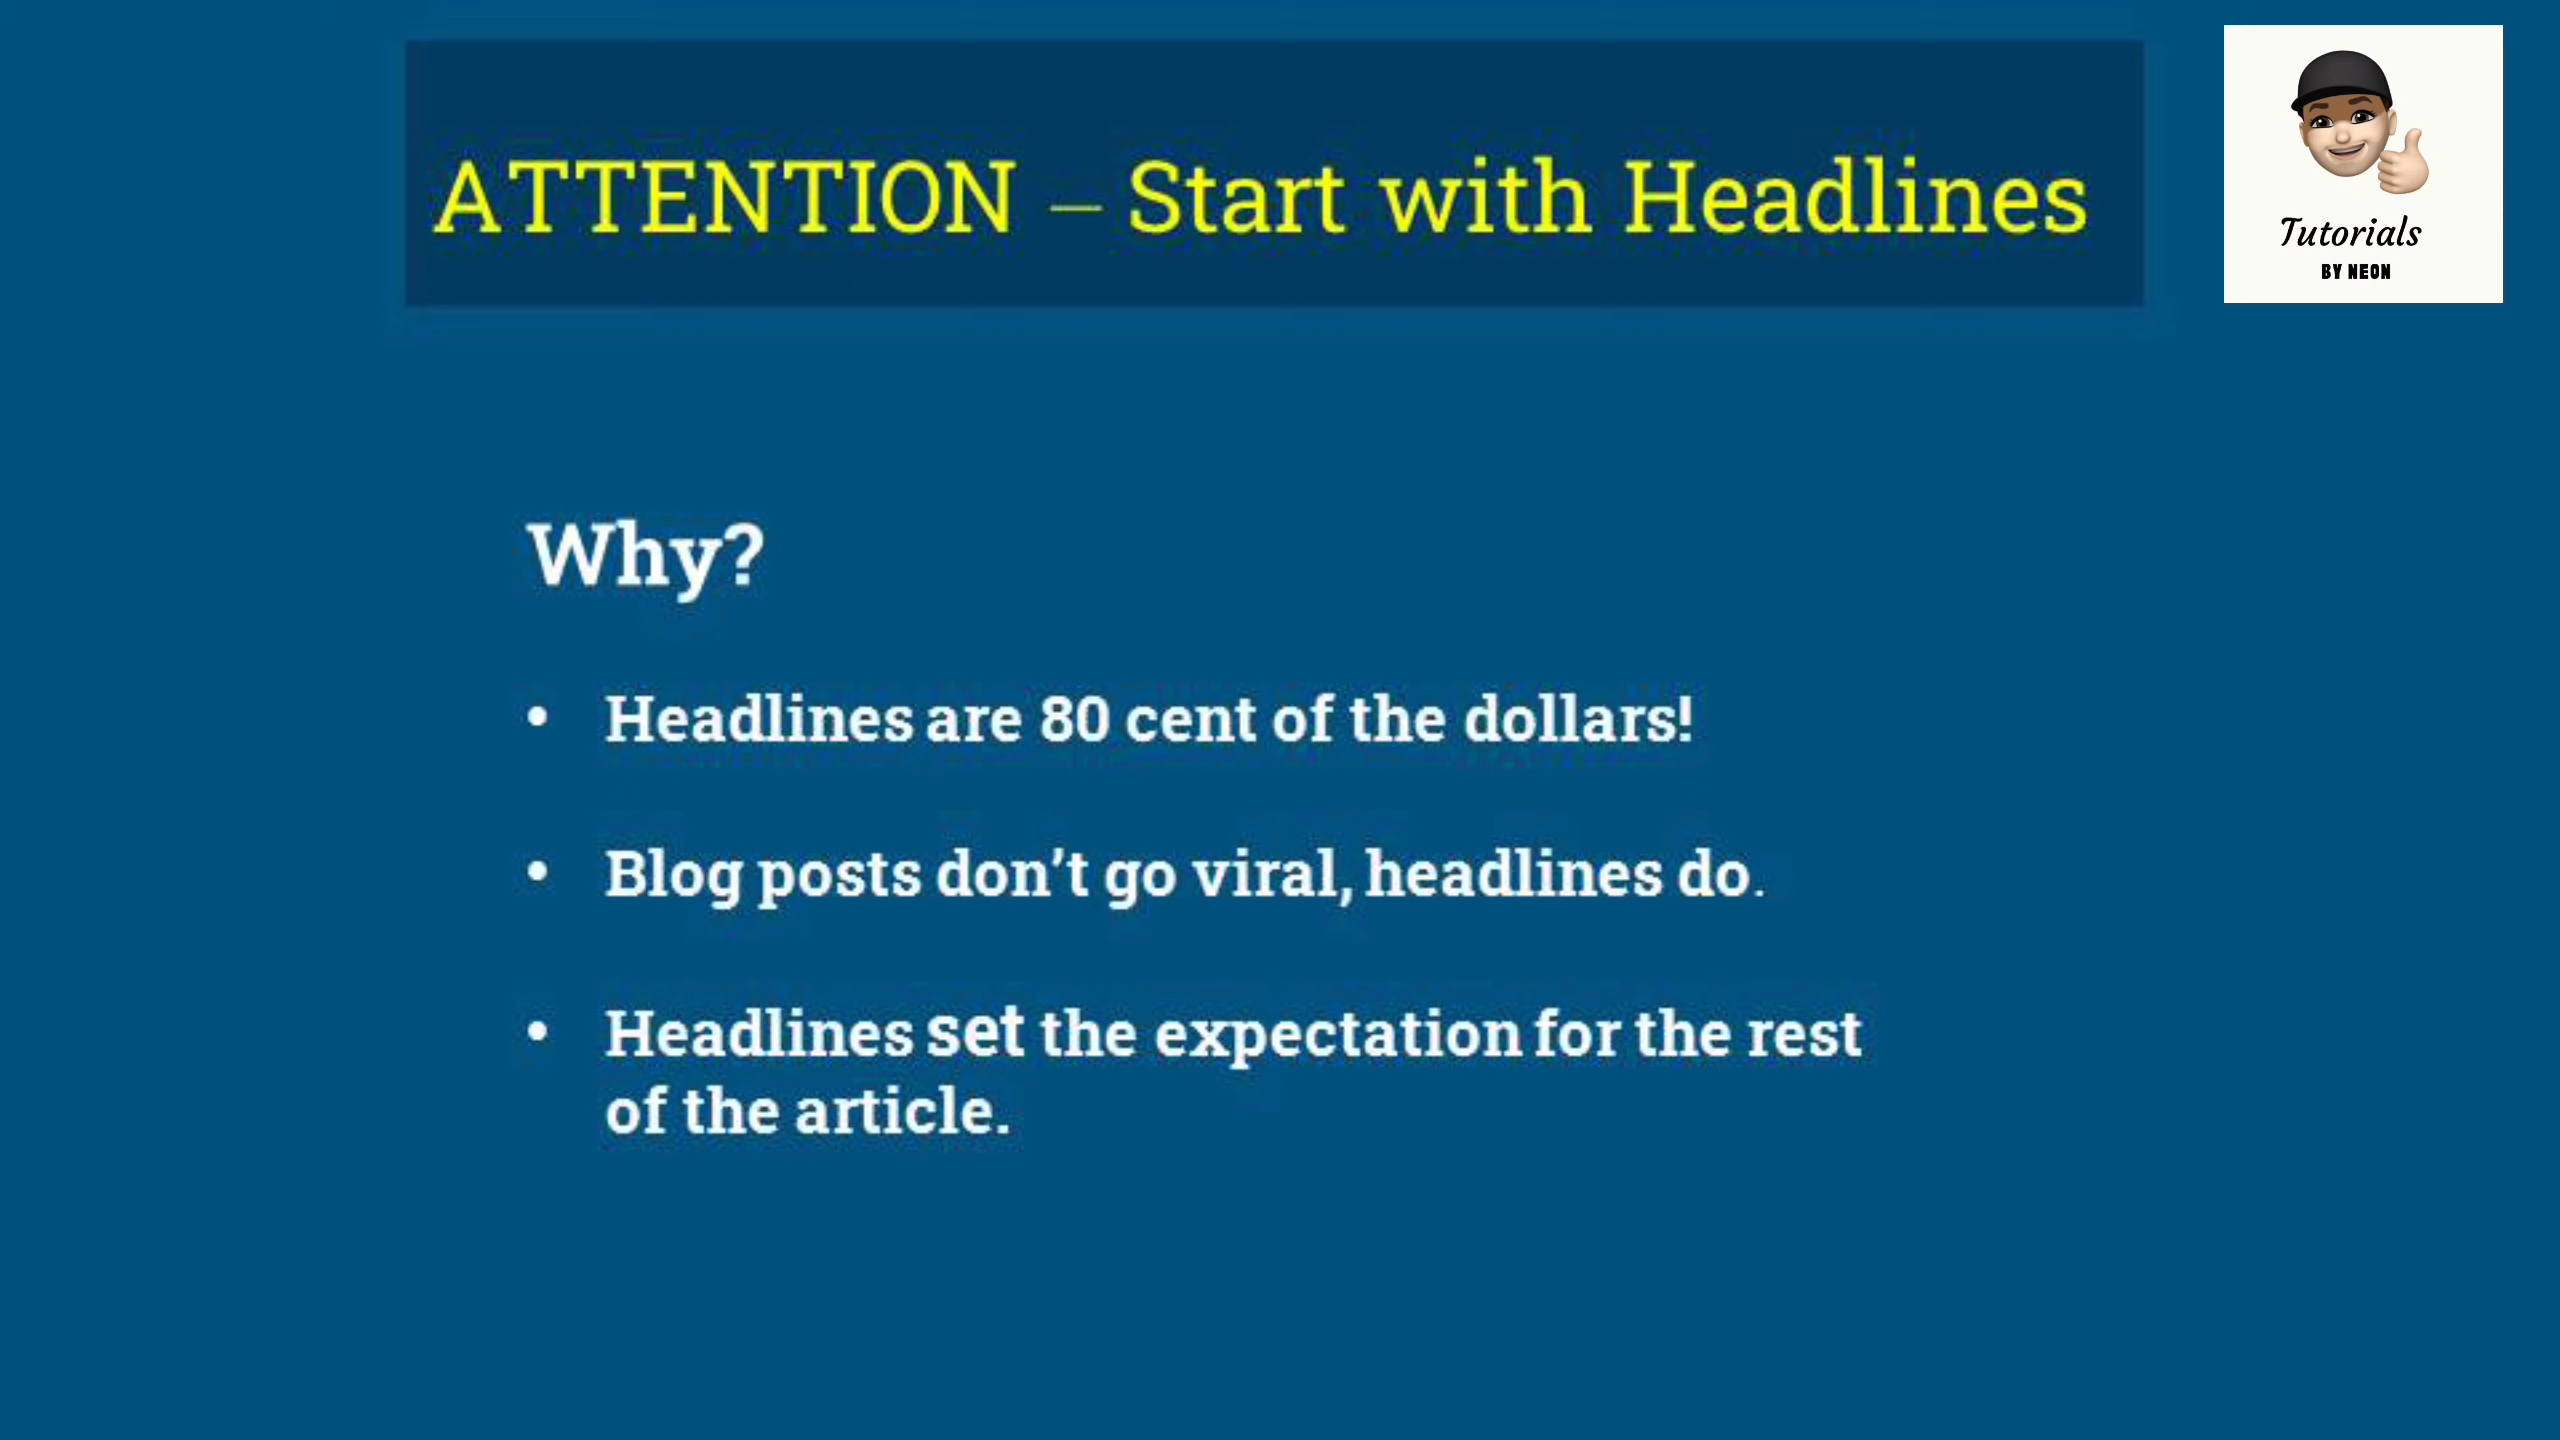 ATTENTION – Start with Headlines
Tutorials
BY NEON
Why?
• Headlines are 80 cent of the dollars!
• Blog posts don’t go viral, headlines do.
• Headlines set the expectation for the rest
of the article.